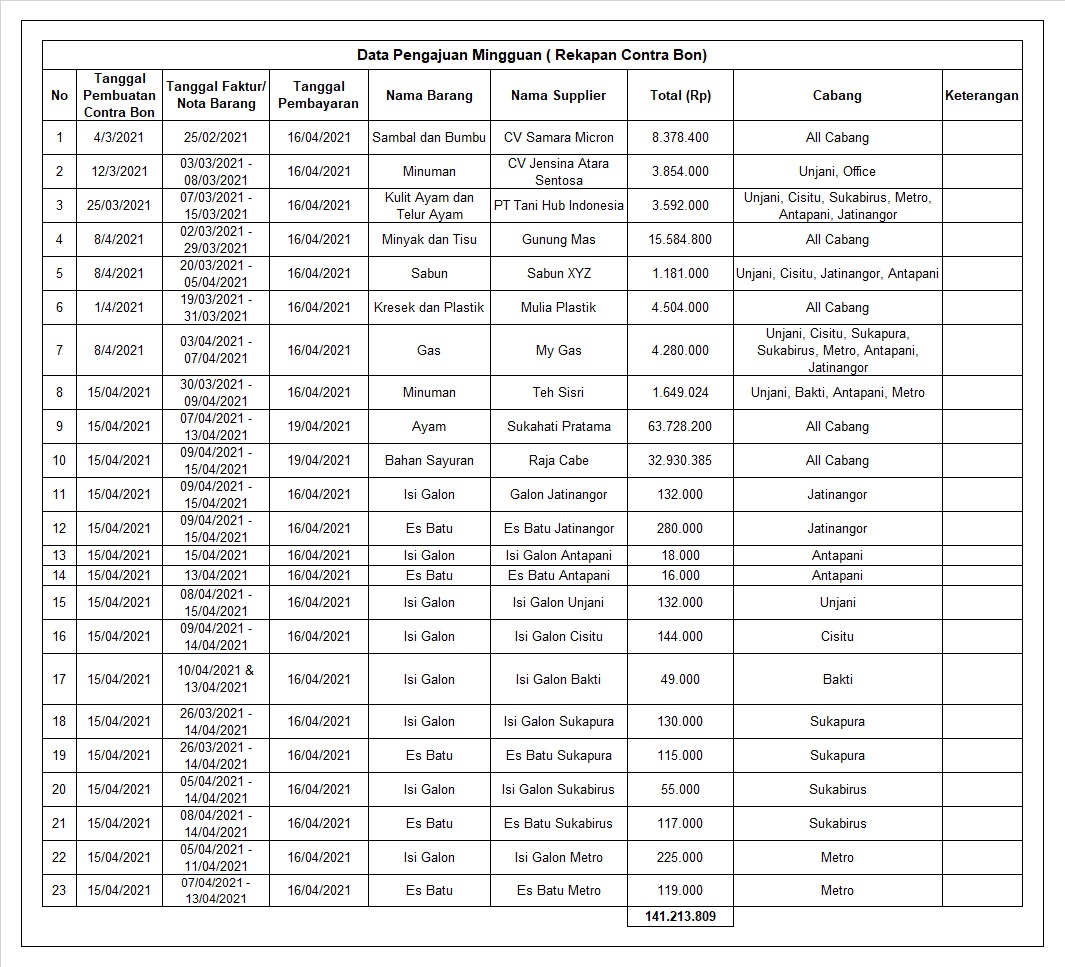 Data Pengajuan Mingguan ( Rekapan Contra Bon)
No Tanggal Pembuatan Contra Bon Tanggal Faktur/ Nota Barang Tanggal Pembayaran Nama Barang Nama Supplier Total (Rp) Cabang Keterangan
1 4/3/2021 25/02/2021 16/04/2021 Sambal dan Bumbu CV Samara Micron 8.378.400 All Cabang
2 12/3/2021 03/03/2021 - 08/03/2021 16/04/2021 Minuman CV Jensina Atara Sentosa 3.854.000 Unjani, Office
3 25/03/2021 07/03/2021 - 15/03/2021 16/04/2021 Kulit Ayam dan Telur Ayam PT Tani Hub Indonesia 3.592.000 Unjani, Cisitu, Sukabirus, Metro, Antapani, Jatinangor
4 8/4/2021 02/03/2021 - 29/03/2021 16/04/2021 Minyak dan Tisu Gunung Mas 15.584.800 All Cabang
5 8/4/2021 20/03/2021 - 05/04/2021 16/04/2021 Sabun Sabun XYZ 1.181.000 Unjani, Cisitu, Jatinangor, Antapani
6 1/4/2021 19/03/2021 - 31/03/2021 16/04/2021 Kresek dan Plastik Mulia Plastik 4.504.000 All Cabang
7 8/4/2021 03/04/2021 - 07/04/2021 16/04/2021 Gas My Gas 4.280.000 Unjani, Cisitu, Sukapura, Sukabirus, Metro, Antapani, Jatinangor
8 15/04/2021 30/03/2021 - 09/04/2021 16/04/2021 Minuman Teh Sisri 1.649.024 Unjani, Bakti, Antapani, Metro
9 15/04/2021 07/04/2021 - 13/04/2021 19/04/2021 Ayam Sukahati Pratama 63.728.200 All Cabang
10 15/04/2021 09/04/2021 - 15/04/2021 19/04/2021 Bahan Sayuran Raja Cabe 32.930.385 All Cabang
11 15/04/2021 09/04/2021 - 15/04/2021 16/04/2021 Isi Galon Galon Jatinangor 132.000 Jatinangor
12 15/04/2021 09/04/2021 - 15/04/2021 16/04/2021 Es Batu Es Batu Jatinangor 280.000 Jatinangor
13 15/04/2021 15/04/2021 16/04/2021 Isi Galon Isi Galon Antapani 18.000 Antapani
14 15/04/2021 13/04/2021 16/04/2021 Es Batu Es Batu Antapani 16.000 Antapani
15 15/04/2021 08/04/2021 - 15/04/2021 16/04/2021 Isi Galon Isi Galon Unjani 132.000 Unjani
16 15/04/2021 09/04/2021 - 14/04/2021 16/04/2021 Isi Galon Isi Galon Cisitu 144.000 Cisitu
17 15/04/2021 10/04/2021 & 13/04/2021 16/04/2021 Isi Galon Isi Galon Bakti 49.000 Bakti
18 15/04/2021 26/03/2021 - 14/04/2021 16/04/2021 Isi Galon Isi Galon Sukapura 130.000 Sukapura
19 15/04/2021 26/03/2021 - 14/04/2021 16/04/2021 Es Batu Es Batu Sukapura 115.000 Sukapura
20 15/04/2021 05/04/2021 - 14/04/2021 16/04/2021 Isi Galon Isi Galon Sukabirus 55.000 Sukabirus
21 15/04/2021 08/04/2021 - 14/04/2021 16/04/2021 Es Batu Es Batu Sukabirus 117.000 Sukabirus
22 15/04/2021 05/04/2021 - 11/04/2021 16/04/2021 Isi Galon Isi Galon Metro 225.000 Metro
23 15/04/2021 07/04/2021 - 13/04/2021 16/04/2021 Es Batu Es Batu Metro 119.000 Metro
141.213.809